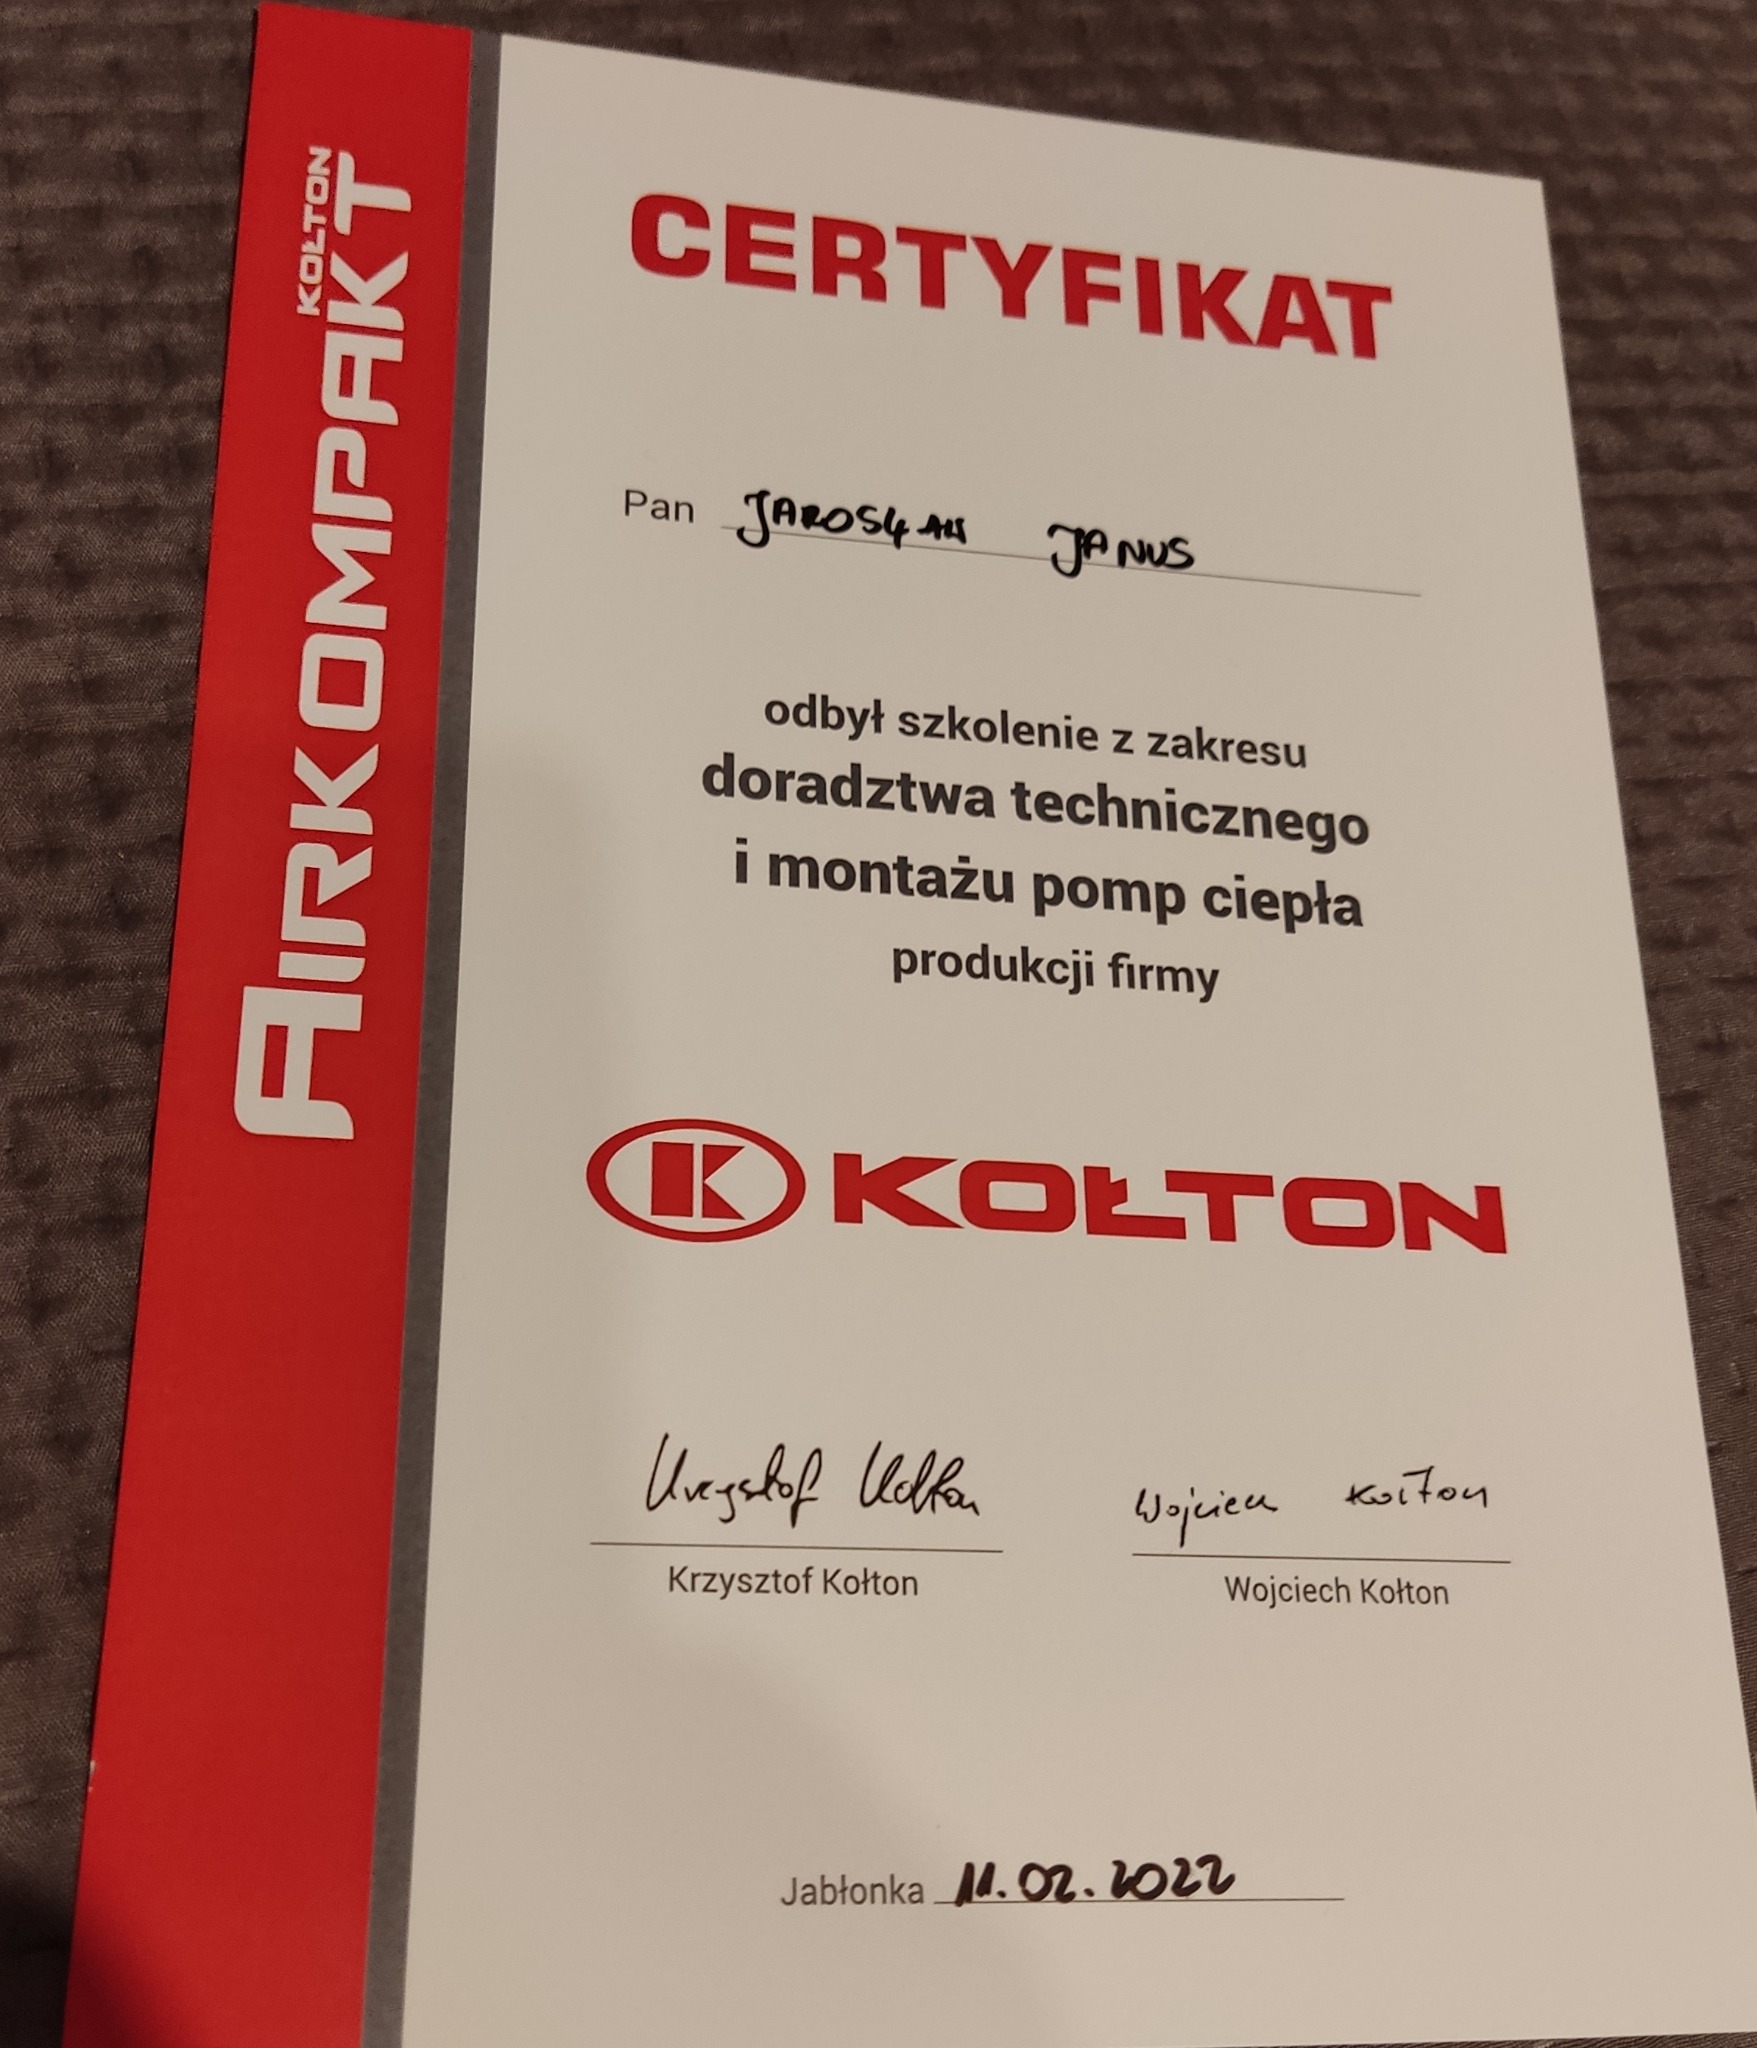 KOŁTON
AIRKOMPAKT
CERTYFIKAT
Pan JAROSŁAW JANUS
odbył szkolenie z zakresu
doradztwa technicznego
i montażu pomp ciepła
produkcji firmy
K KOŁTON
Krzysztof Kołton Wojciech Kołton
Krzysztof Kołton Wojciech Kołton
Jabłonka 11.02.2022